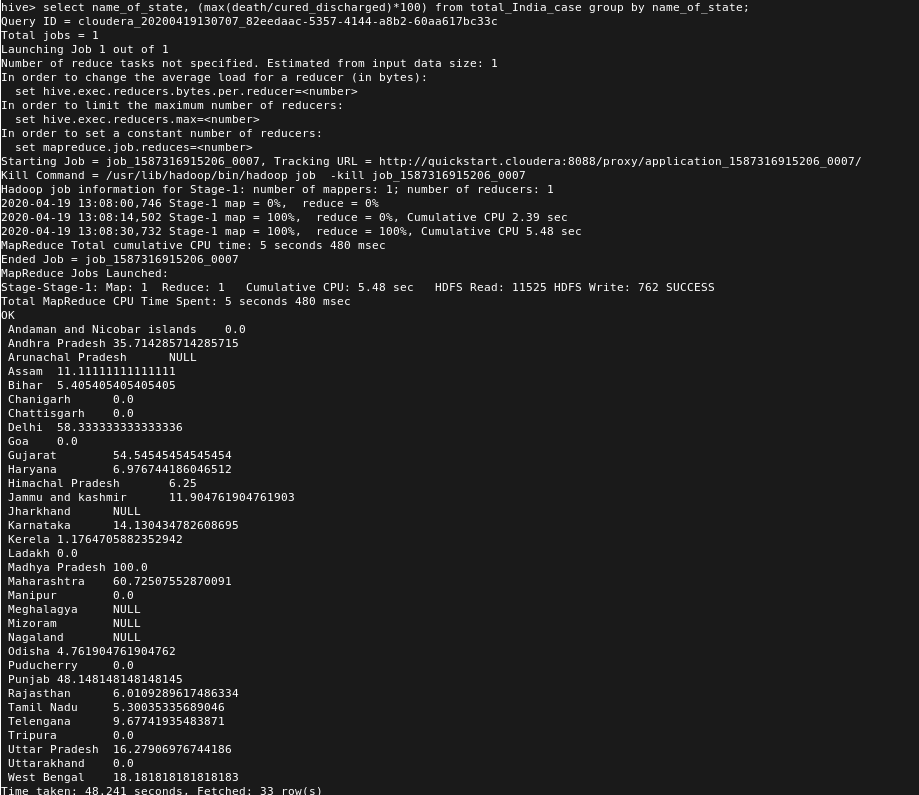 hive> select name_of_state, (max(death/cured_discharged)*100) from total_India_case group by name_of_state;
Query ID = cloudera_20200419130707_82eedaac-5357-4144-a8b2-60aa617bc33c
Total jobs = 1
Launching Job 1 out of 1
Number of reduce tasks not specified. Estimated from input data size: 1
In order to change the average load for a reducer (in bytes):
  set hive.exec.reducers.bytes.per.reducer=<number>
In order to limit the maximum number of reducers:
  set hive.exec.reducers.max=<number>
In order to set a constant number of reducers:
  set mapreduce.job.reduces=<number>
Starting Job = job_1587316915206_0007, Tracking URL = http://quickstart.cloudera:8088/proxy/application_1587316915206_0007/
Kill Command = /usr/lib/hadoop/bin/hadoop job  -kill job_1587316915206_0007
Hadoop job information for Stage-1: number of mappers: 1; number of reducers: 1
2020-04-19 13:08:00,746 Stage-1 map = 0%,  reduce = 0%
2020-04-19 13:08:14,502 Stage-1 map = 100%,  reduce = 0%, Cumulative CPU 2.39 sec
2020-04-19 13:08:30,732 Stage-1 map = 100%,  reduce = 100%, Cumulative CPU 5.48 sec
MapReduce Total cumulative CPU time: 5 seconds 480 msec
Ended Job = job_1587316915206_0007
MapReduce Jobs Launched:
Stage-Stage-1: Map: 1  Reduce: 1   Cumulative CPU: 5.48 sec   HDFS Read: 11525 HDFS Write: 762 SUCCESS
Total MapReduce CPU Time Spent: 5 seconds 480 msec
OK
Andaman and Nicobar islands    0.0
Andhra Pradesh 35.714285714285715
Arunachal Pradesh      NULL
Assam  11.11111111111111
Bihar  5.405405405405405
Chanigarh      0.0
Chattisgarh    0.0
Delhi  58.333333333333336
Goa    0.0
Gujarat        54.54545454545454
Haryana        6.976744186046512
Himachal Pradesh       6.25
Jammu and kashmir      11.904761904761903
Jharkhand      NULL
Karnataka      14.130434782608695
Kerela 1.1764705882352942
Ladakh 0.0
Madhya Pradesh 100.0
Maharashtra    60.72507552870091
Manipur        0.0
Meghalagya     NULL
Mizoram        NULL
Nagaland       NULL
Odisha 4.761904761904762
Puducherry     0.0
Punjab 48.148148148148145
Rajasthan      6.0109289617486334
Tamil Nadu     5.30035335689046
Telengana      9.67741935483871
Tripura        0.0
Uttar Pradesh  16.27906976744186
Uttarakhand    0.0
West Bengal    18.181818181818183
Time taken: 48.241 seconds, Fetched: 33 row(s)